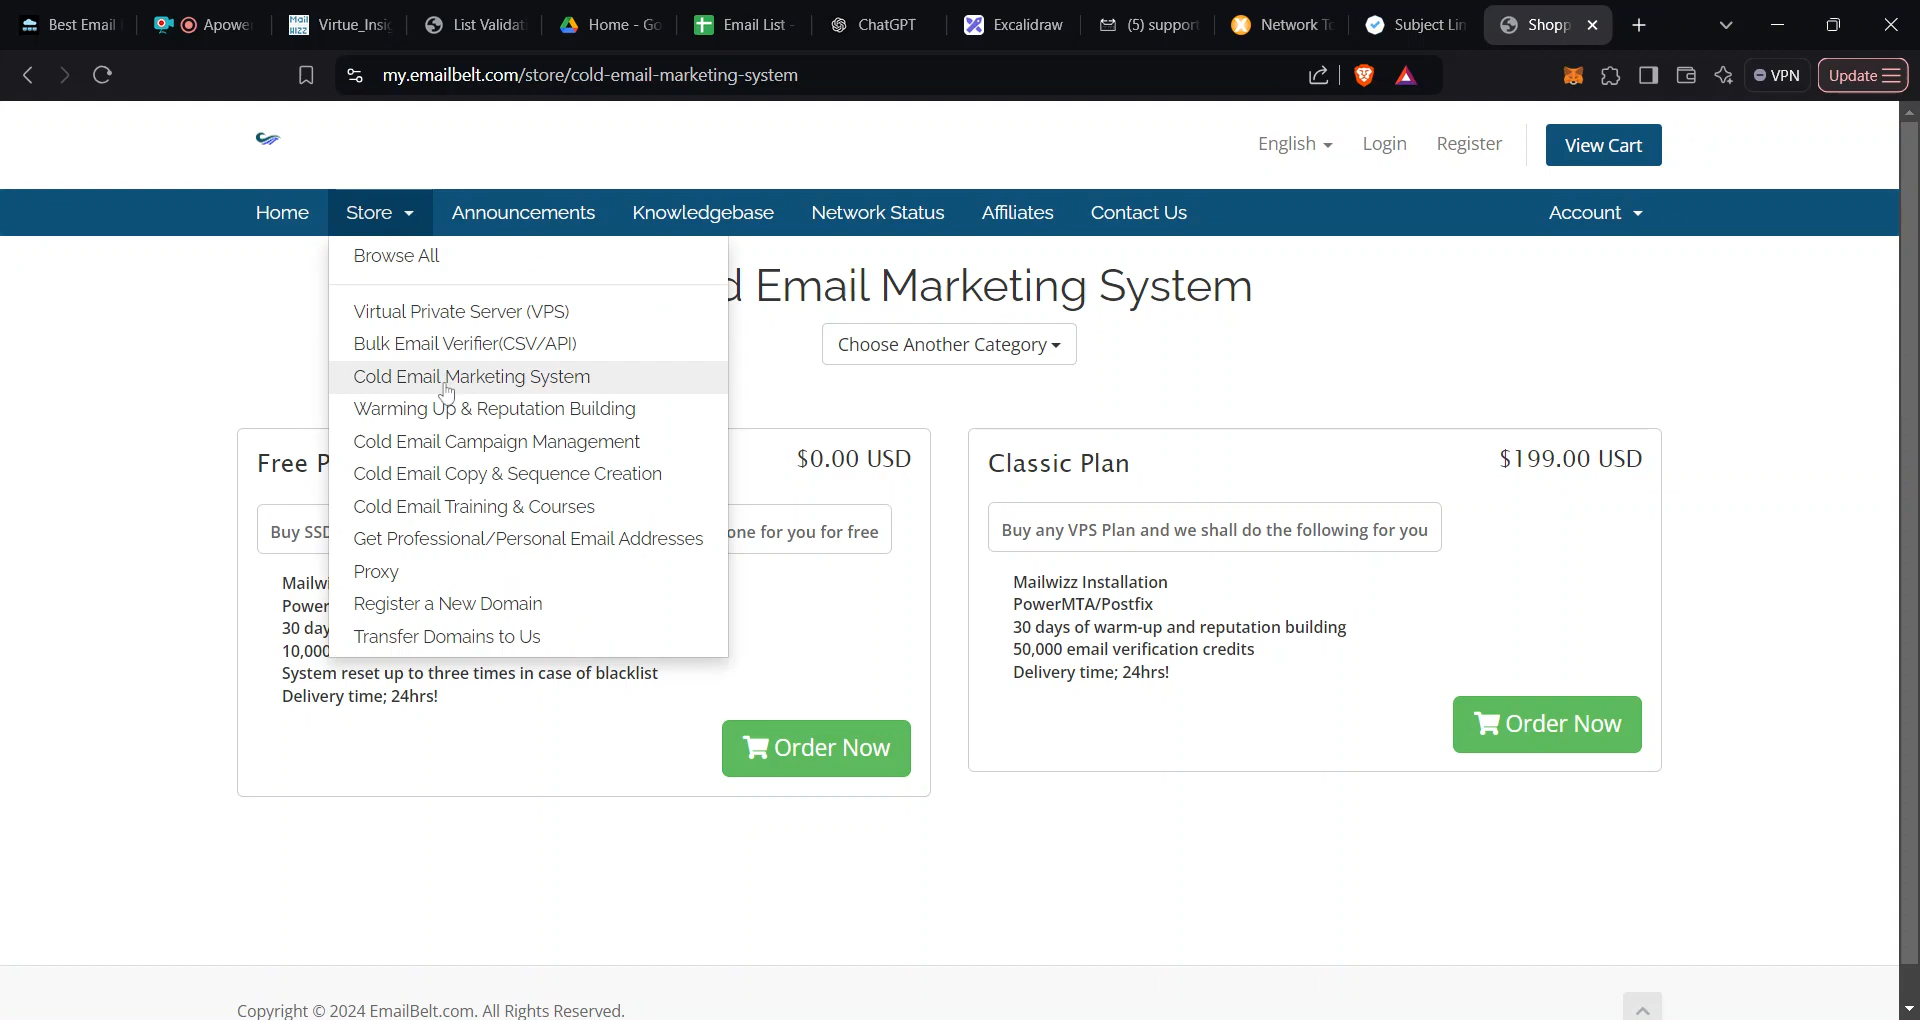 Best Email
Apowe
Virtue_Insi
List Validat
Home - Go
Email List -
ChatGPT
Excalidraw
(5) support
Network To
Subject Lin
Shopp
my.emailbelt.com/store/cold-email-marketing-system
VPN
Update
English
Login
Register
View Cart
Home
Store
Announcements
Knowledgebase
Network Status
Affiliates
Contact Us
Account
Browse All
Virtual Private Server (VPS)
Bulk Email Verifier(CSV/API)
Cold Email Marketing System
Warming Up & Reputation Building
Cold Email Campaign Management
Cold Email Copy & Sequence Creation
Cold Email Training & Courses
Get Professional/Personal Email Addresses
Proxy
Register a New Domain
Transfer Domains to Us
d Email Marketing System
Choose Another Category
Free P
$0.00 USD
Buy SSD
one for you for free
Mailwi
Power
30 day
10,000
System reset up to three times in case of blacklist
Delivery time; 24hrs!
Order Now
Classic Plan
$199.00 USD
Buy any VPS Plan and we shall do the following for you
Mailwizz Installation
PowerMTA/Postfix
30 days of warm-up and reputation building
50,000 email verification credits
Delivery time; 24hrs!
Order Now
Copyright © 2024 EmailBelt.com. All Rights Reserved.